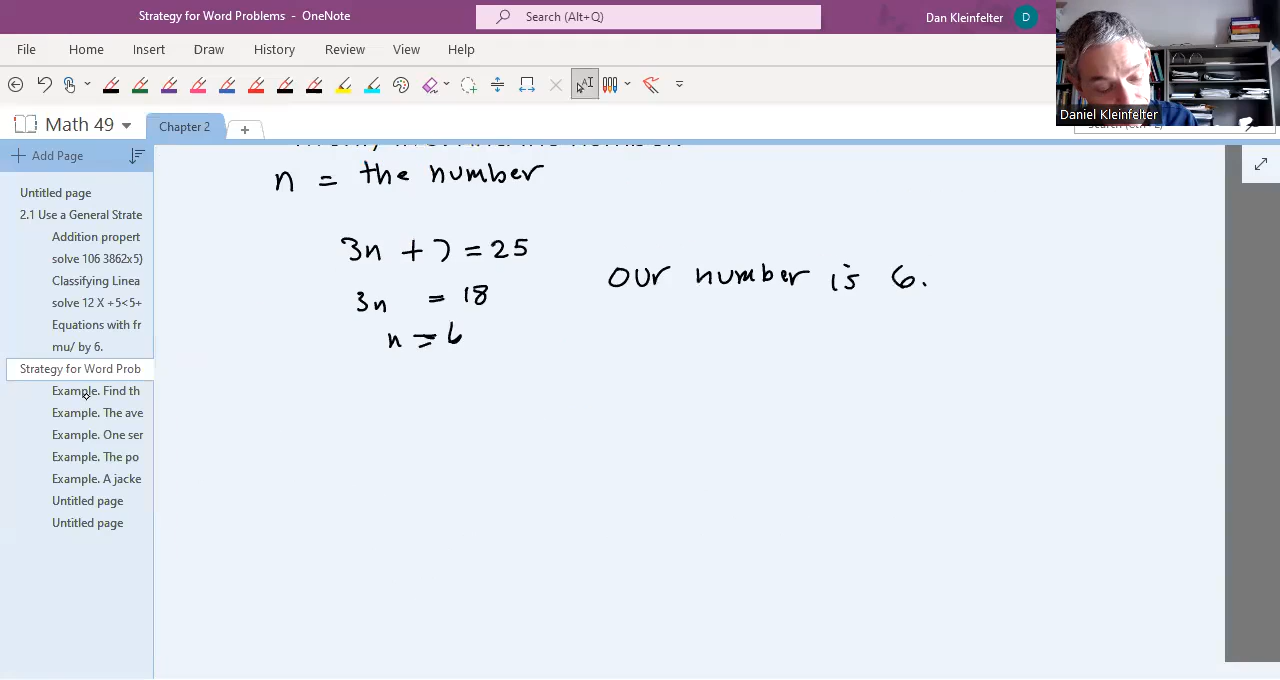 Strategy for Word Problems - OneNote
Search (Alt+Q)
Dan Kleinfelter
D
File Home Insert Draw History Review View Help
Daniel Kleinfelter
Math 49
Chapter 2
Add Page
Untitled page
2.1 Use a General Strate
Addition propert
solve 106 3862x5)
Classifying Linea
solve 12 X +5<5+
Equations with fr
mu/ by 6.
Strategy for Word Prob
Example. Find th
Example. The ave
Example. One ser
Example. The po
Example. A jacke
Untitled page
Untitled page
n = the number
3n + 7 = 25
3n = 18
n = 6
Our number is 6.